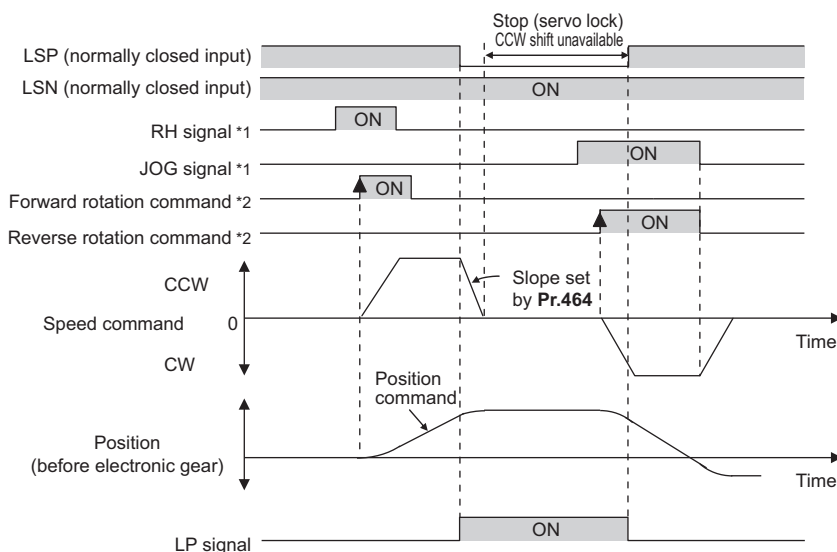 Stop (servo lock)
CCW shift unavailable
LSP (normally closed input)
LSN (normally closed input)
ON
RH signal *1
ON
JOG signal *1
ON
Forward rotation command *2
ON
Reverse rotation command *2
ON
CCW
Slope set
by Pr.464
Speed command
0
Time
CW
Position
command
Position
(before electronic gear)
Time
LP signal
ON